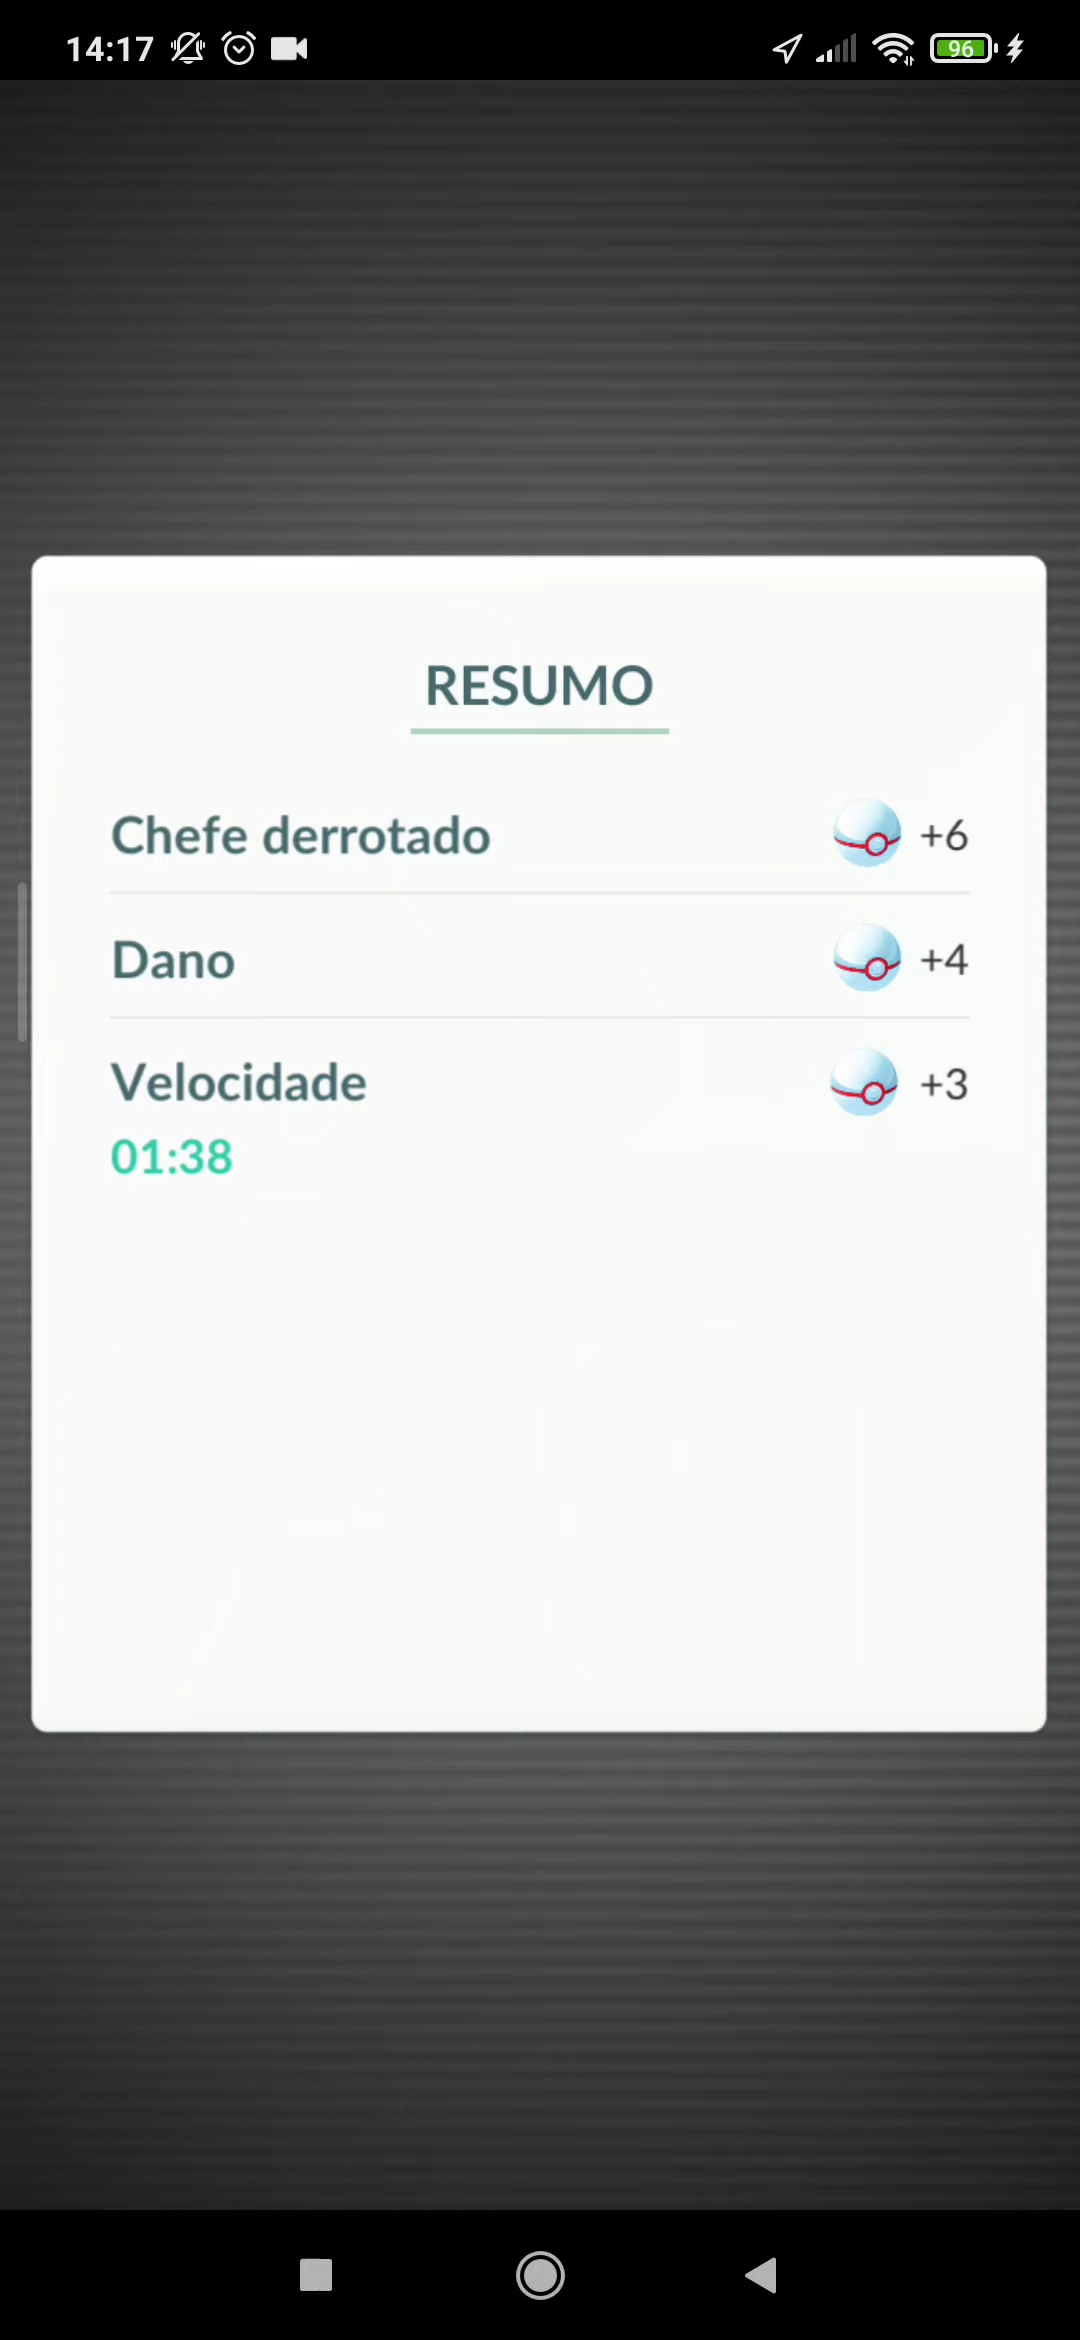 14:17
96
RESUMO
Chefe derrotado +6
Dano +4
Velocidade +3
01:38